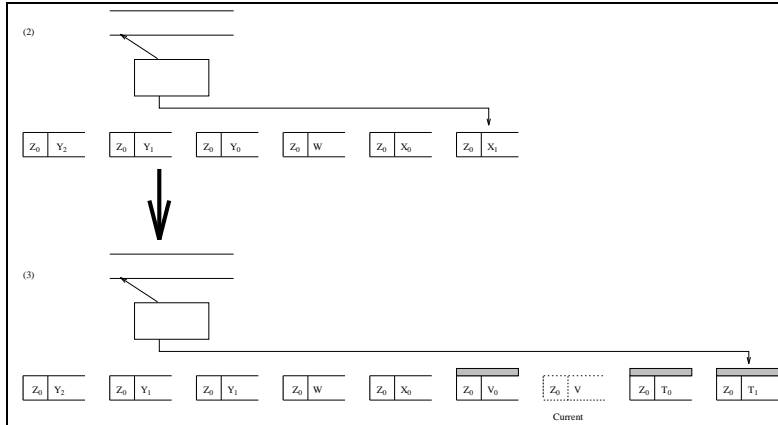 (2)
Z₀ Y₂ Z₀ Y₁ Z₀ Y₀ Z₀ W Z₀ X₀ Z₀ X₁
(3)
Z₀ Y₂ Z₀ Y₁ Z₀ Y₁ Z₀ W Z₀ X₀ Z₀ V₀ Z₀ V Z₀ T₀ Z₀ T₁
Current